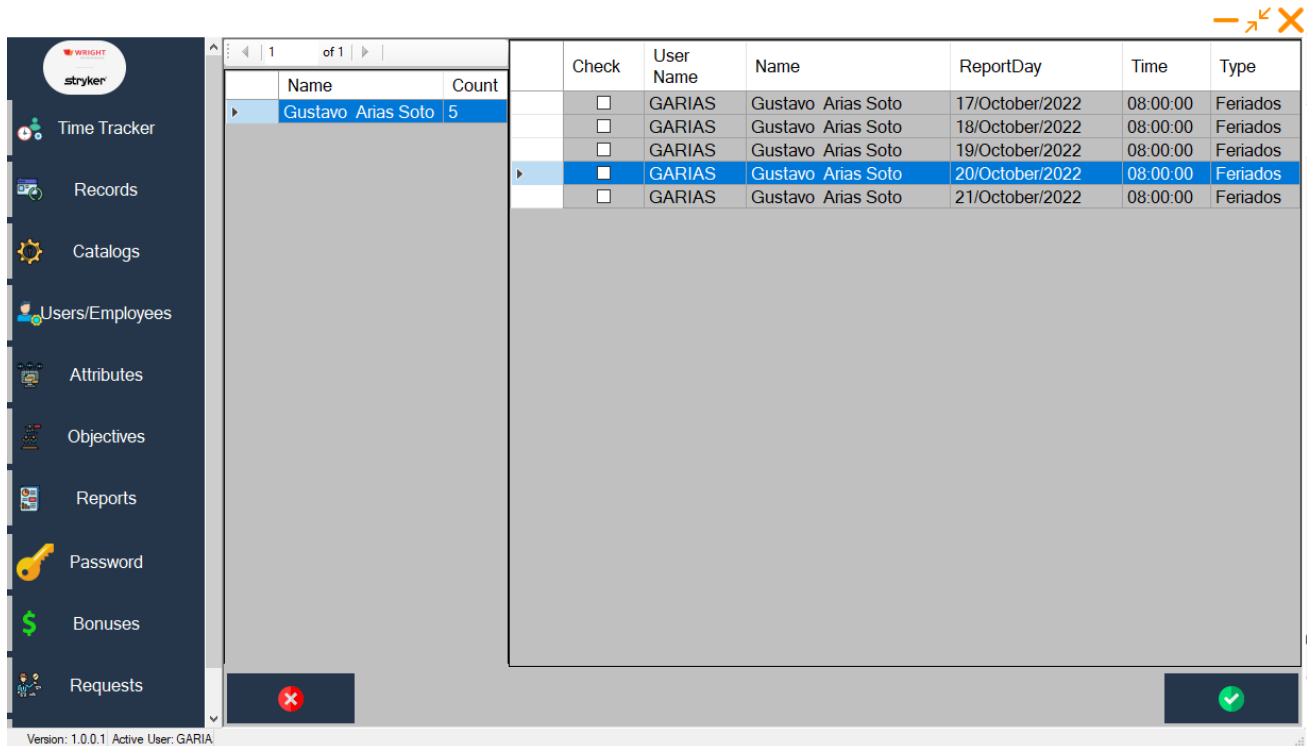 WRIGHT
stryker
Time Tracker
Records
Catalogs
Users/Employees
Attributes
Objectives
Reports
Password
Bonuses
Requests
1 of 1
Name Count
Gustavo Arias Soto 5
Check User Name Name ReportDay Time Type
GARIAS Gustavo Arias Soto 17/October/2022 08:00:00 Feriados
GARIAS Gustavo Arias Soto 18/October/2022 08:00:00 Feriados
GARIAS Gustavo Arias Soto 19/October/2022 08:00:00 Feriados
GARIAS Gustavo Arias Soto 20/October/2022 08:00:00 Feriados
GARIAS Gustavo Arias Soto 21/October/2022 08:00:00 Feriados
Version: 1.0.0.1 Active User: GARIA